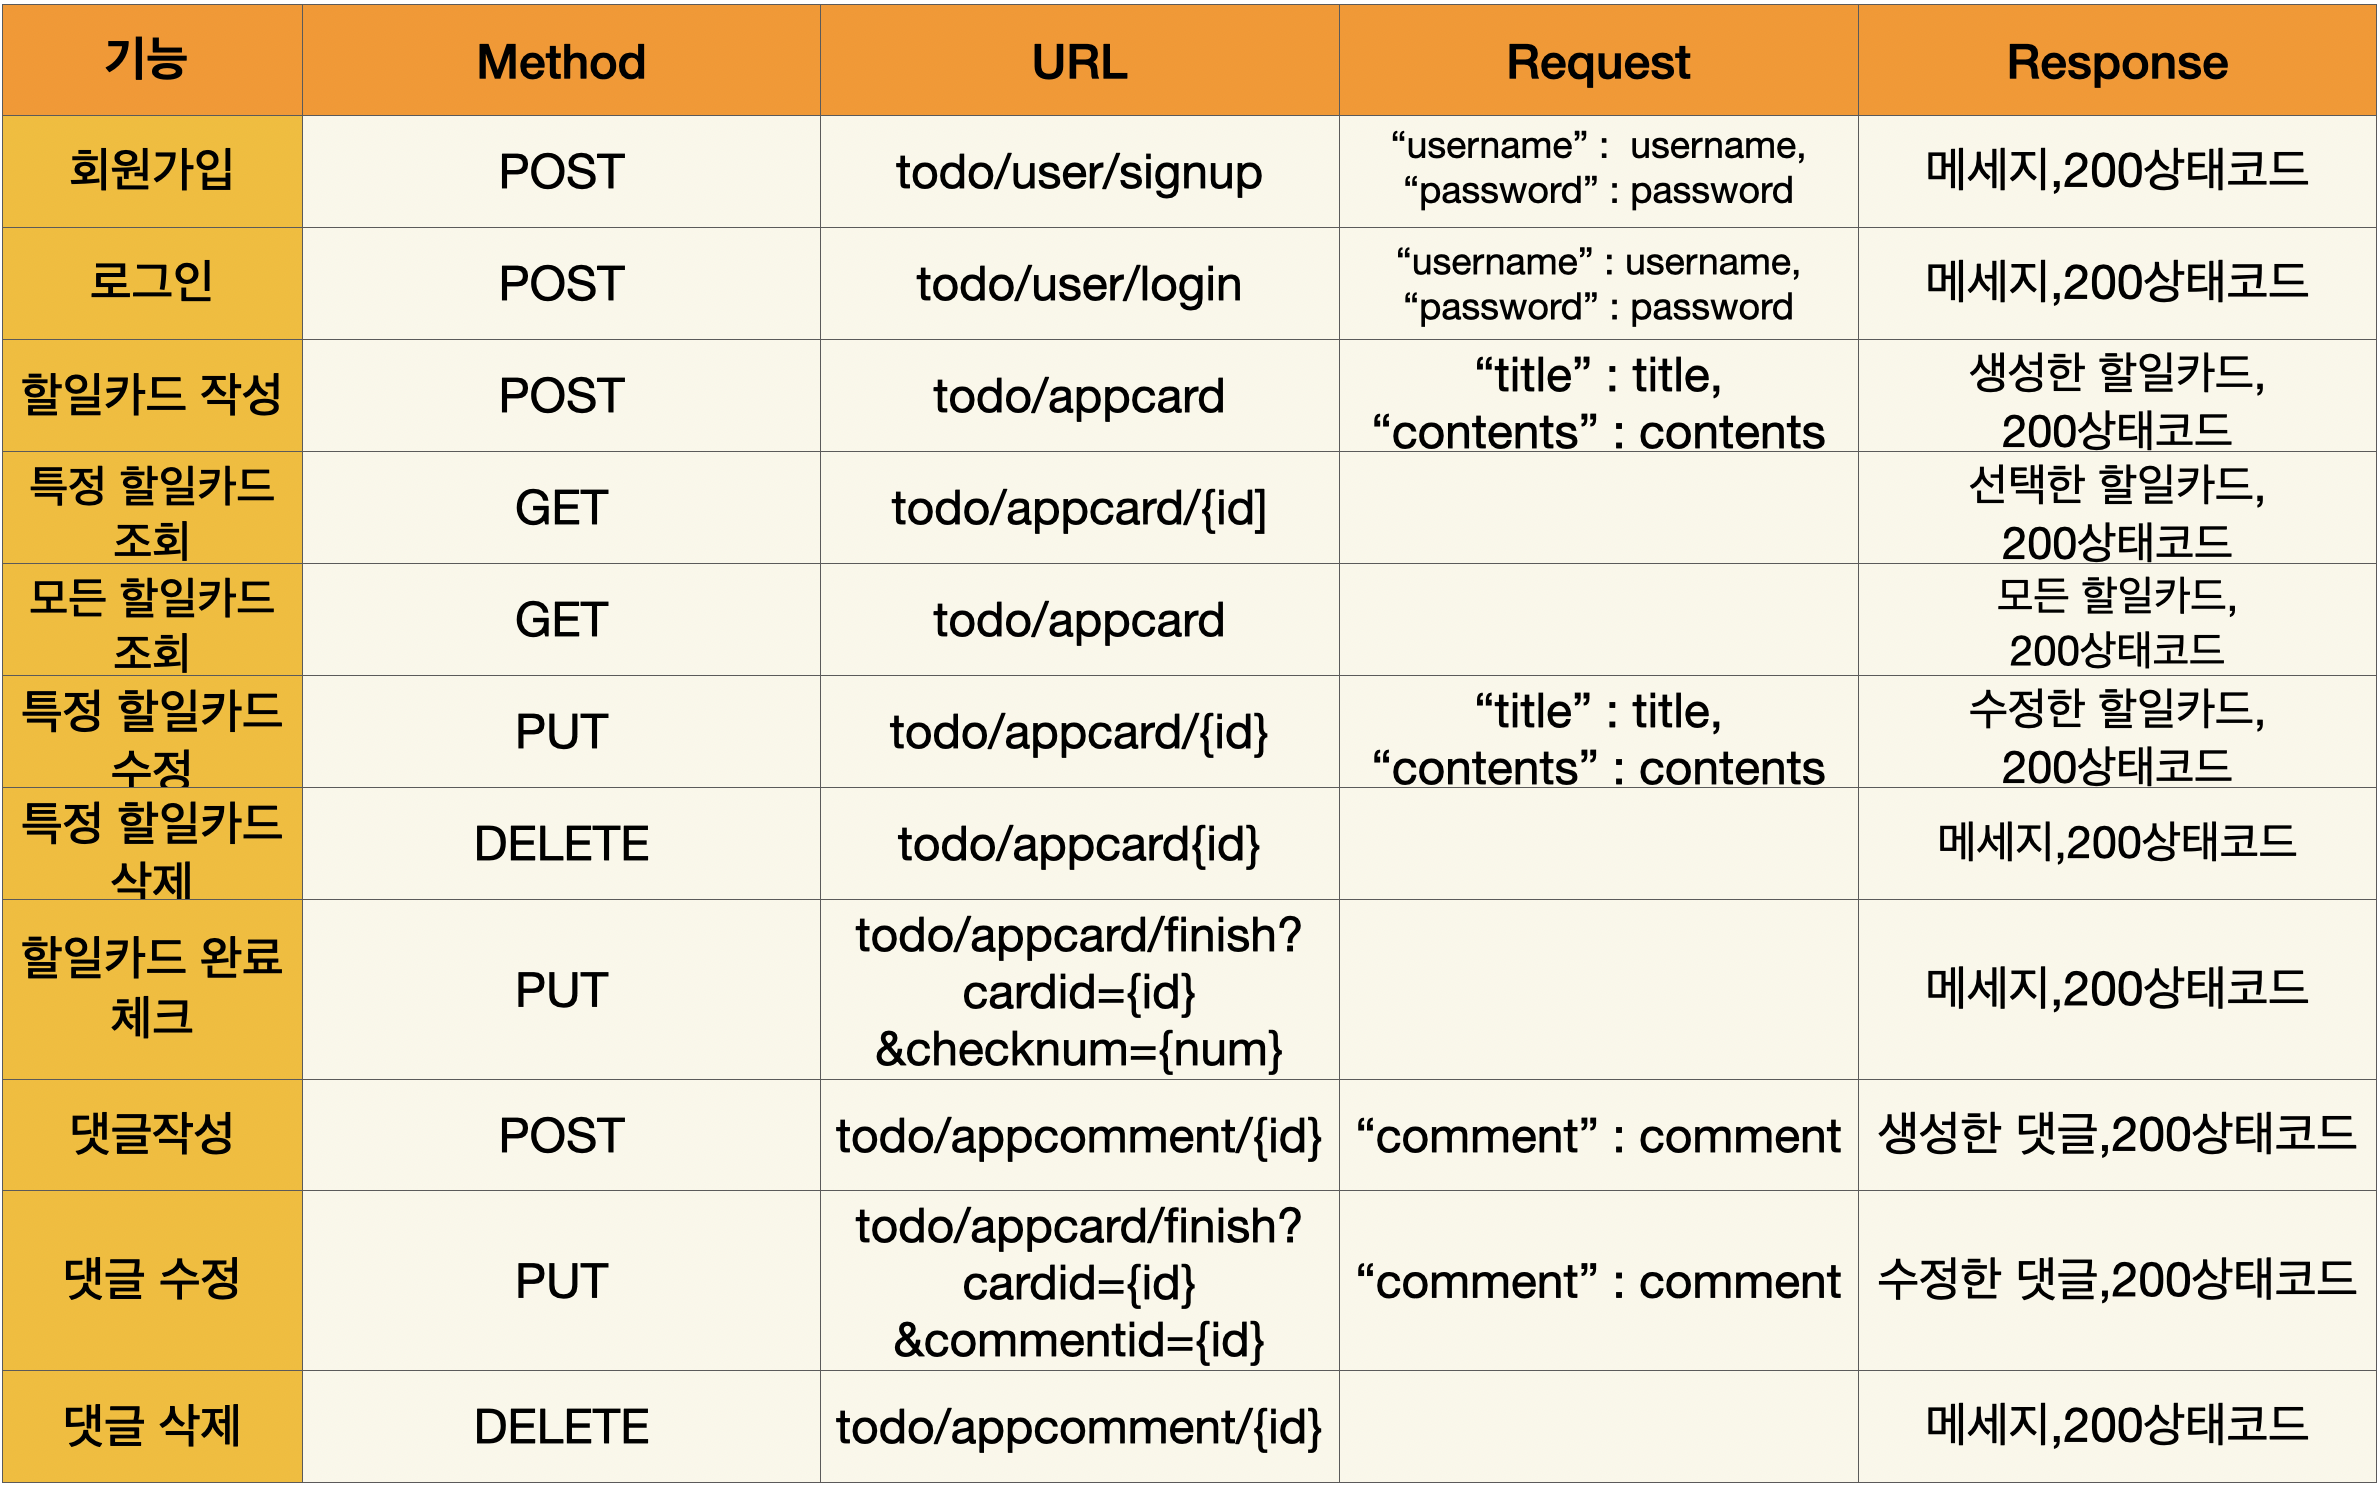 기능 Method URL Request Response
회원가입 POST todo/user/signup “username” : username,
“password” : password 메세지,200상태코드
로그인 POST todo/user/login “username” : username,
“password” : password 메세지,200상태코드
할일카드 작성 POST todo/appcard “title” : title,
“contents” : contents 생성한 할일카드,
200상태코드
특정 할일카드
조회 GET todo/appcard/{id] 선택한 할일카드,
200상태코드
모든 할일카드
조회 GET todo/appcard 모든 할일카드,
200상태코드
특정 할일카드
수정 PUT todo/appcard/{id} “title” : title,
“contents” : contents 수정한 할일카드,
200상태코드
특정 할일카드
삭제 DELETE todo/appcard{id} 메세지,200상태코드
할일카드 완료
체크 PUT todo/appcard/finish?
cardid={id}
&checknum={num} 메세지,200상태코드
댓글작성 POST todo/appcomment/{id} “comment” : comment 생성한 댓글,200상태코드
댓글 수정 PUT todo/appcard/finish?
cardid={id}
&commentid={id} “comment” : comment 수정한 댓글,200상태코드
댓글 삭제 DELETE todo/appcomment/{id} 메세지,200상태코드